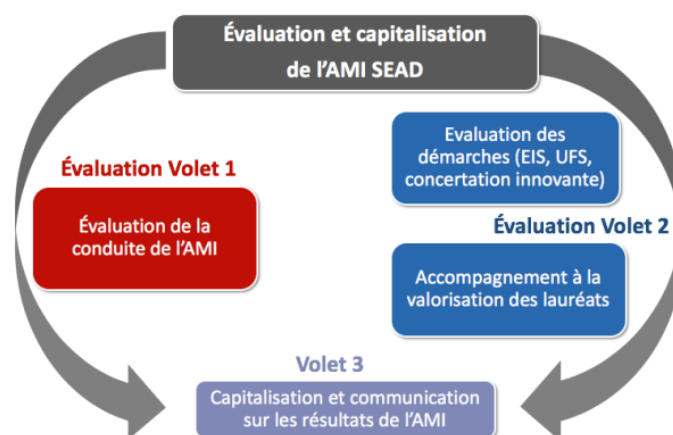 Évaluation et capitalisation
de l'AMI SEAD
Evaluation des
démarches (EIS, UFS,
concertation innovante)
Évaluation Volet 1
Évaluation de la
conduite de l'AMI
Évaluation Volet 2
Accompagnement à la
valorisation des lauréats
Volet 3
Capitalisation et communication
sur les résultats de l'AMI